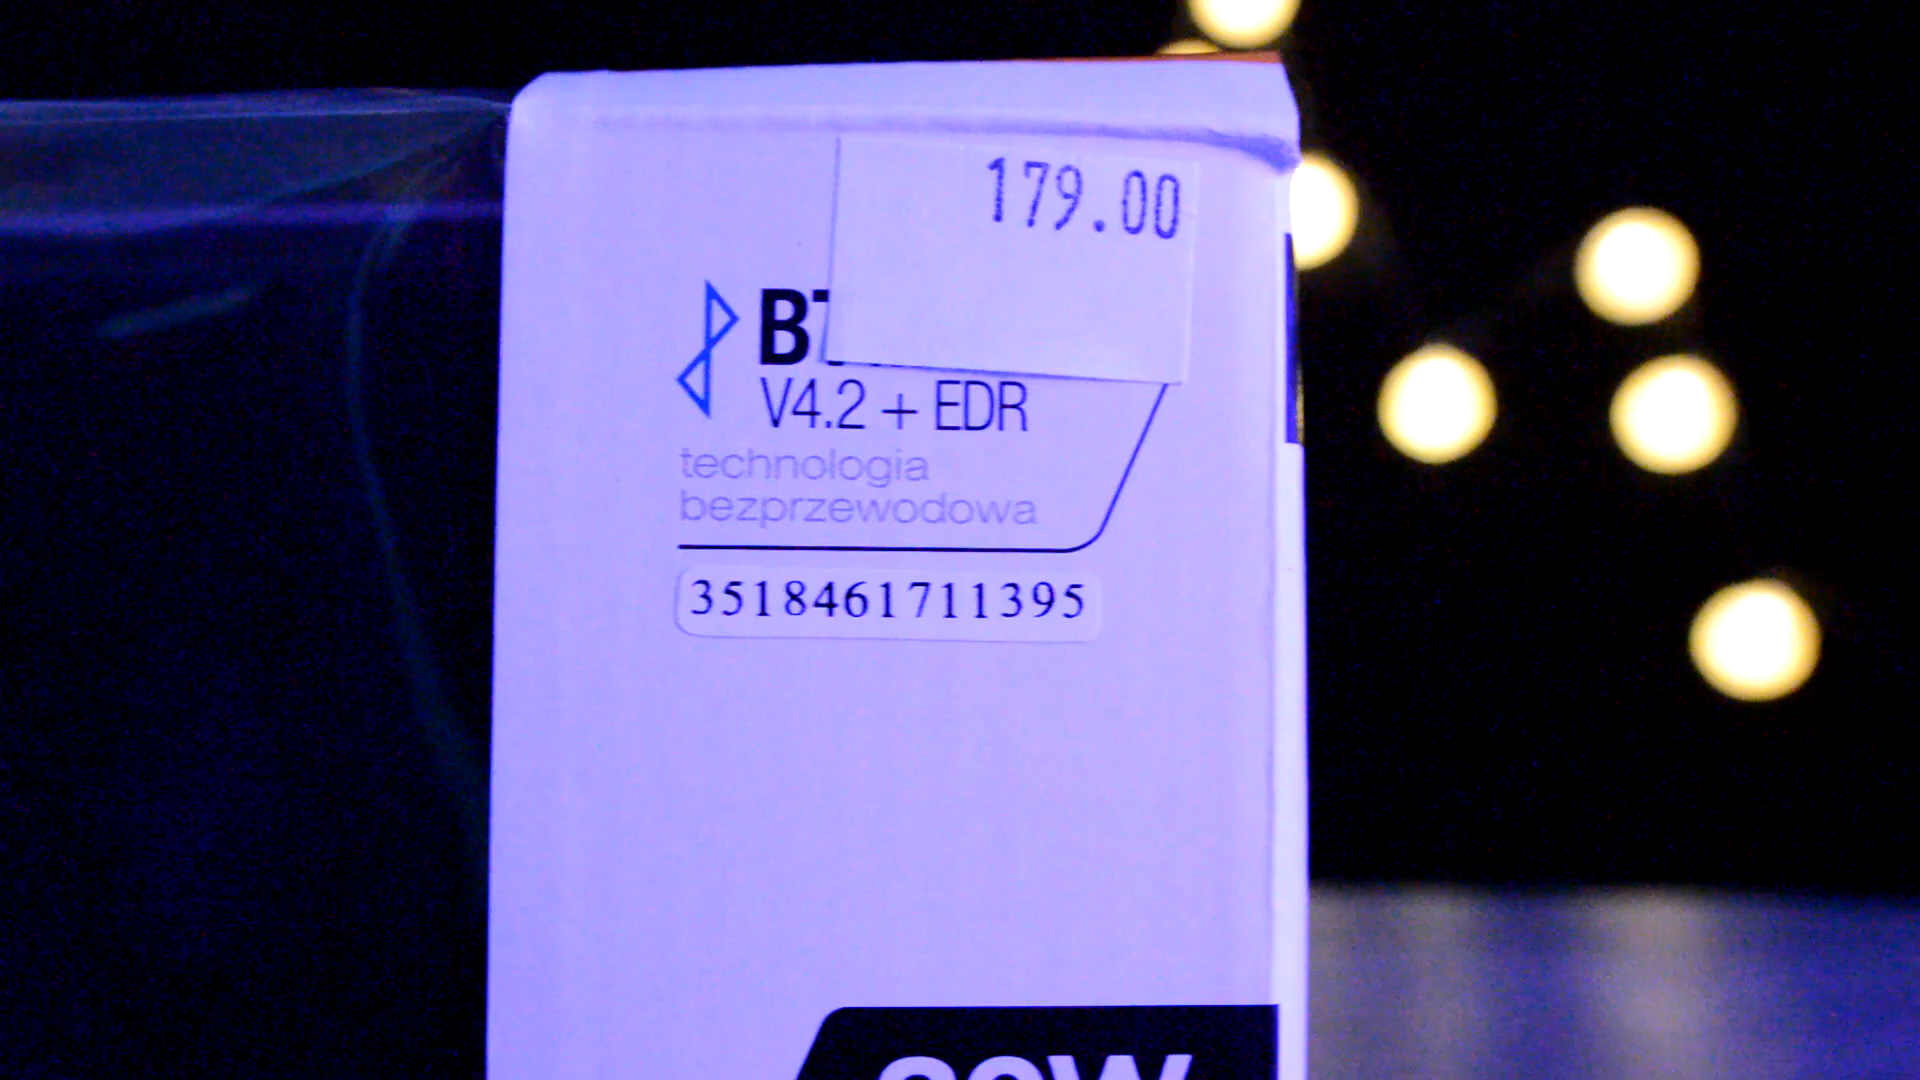 179.00
V4.2 + EDR
technologia
bezprzewodowa
3518461711395